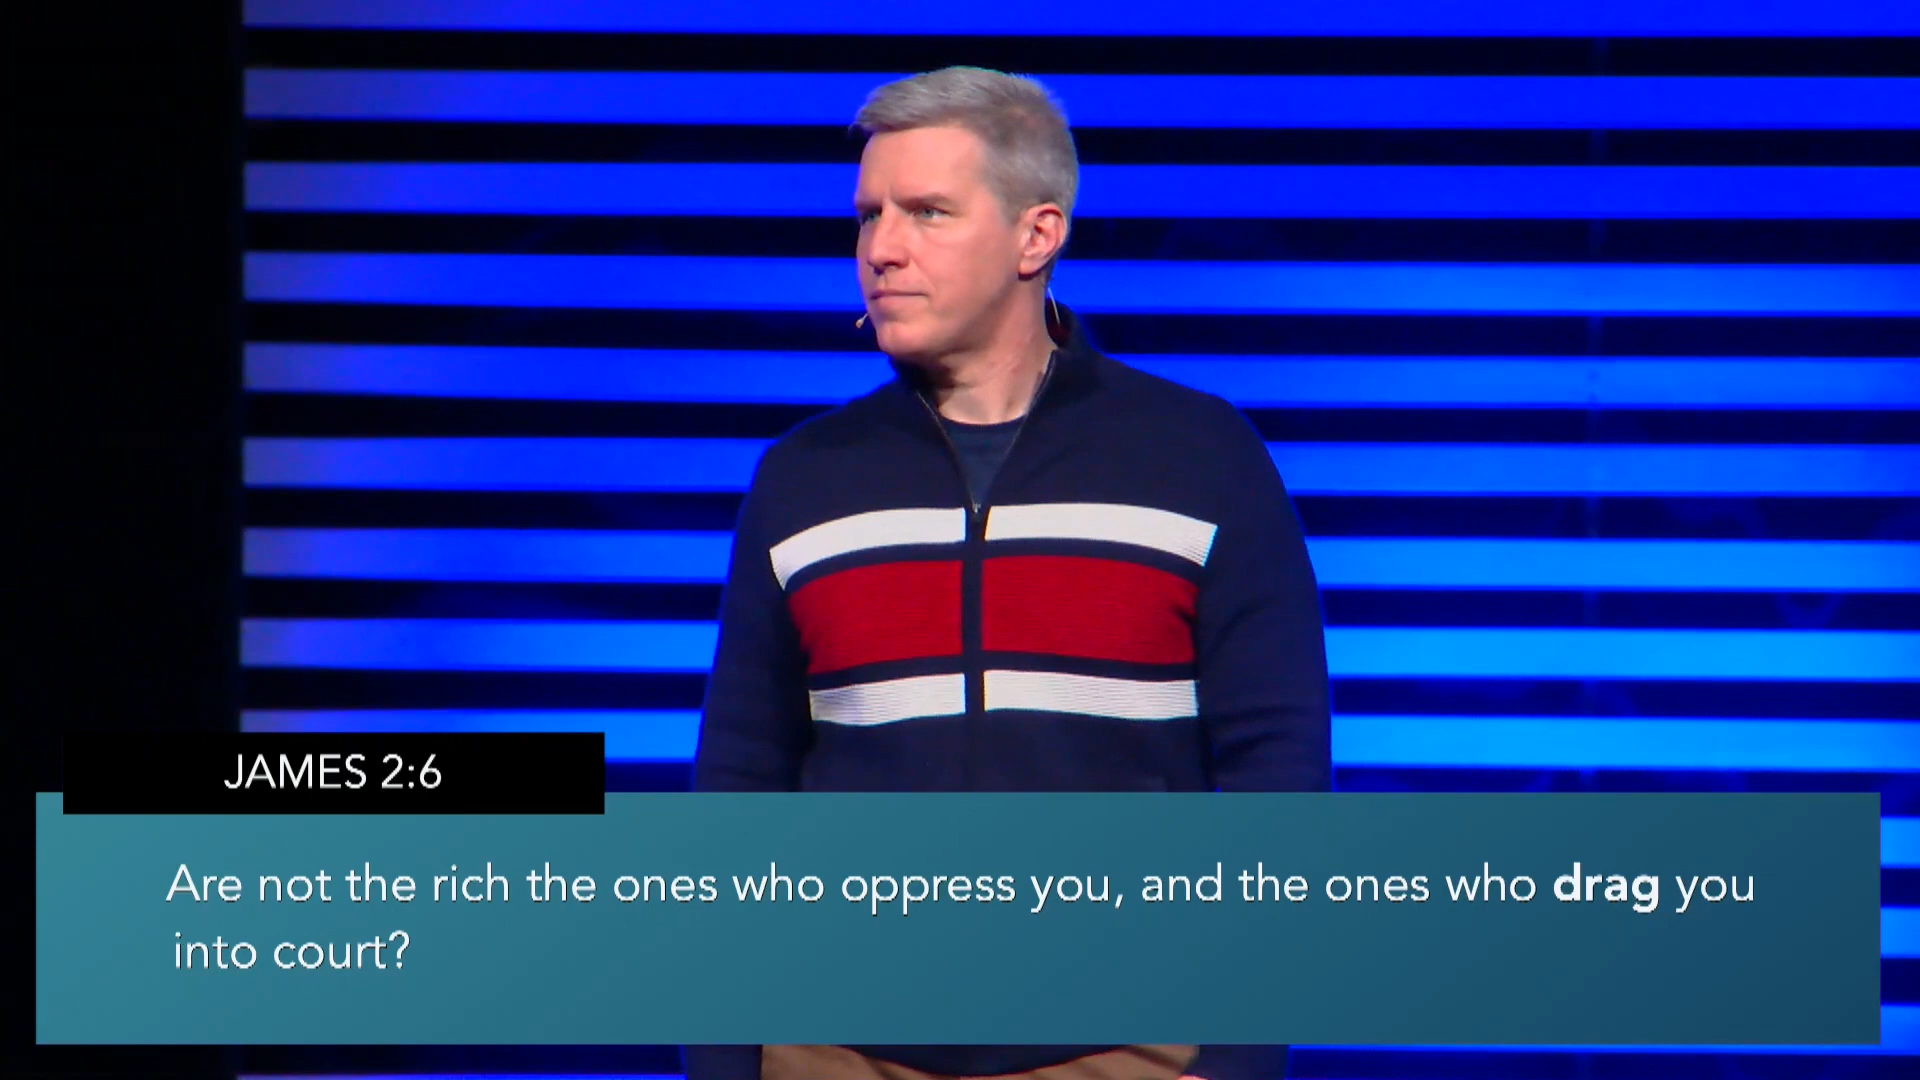 JAMES 2:6
Are not the rich the ones who oppress you, and the ones who drag you
into court?